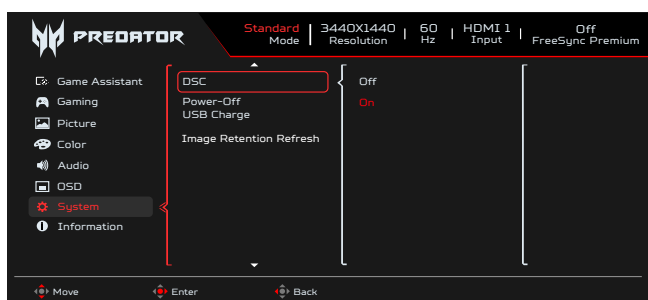 PREDATOR
Standard Mode | 3440X1440 Resolution | 60 Hz | HDMI 1 Input | Off FreeSync Premium
Game Assistant
Gaming
Picture
Color
Audio
OSD
System
Information
DSC
Power-Off
USB Charge
Image Retention Refresh
Off
On
Move
Enter
Back